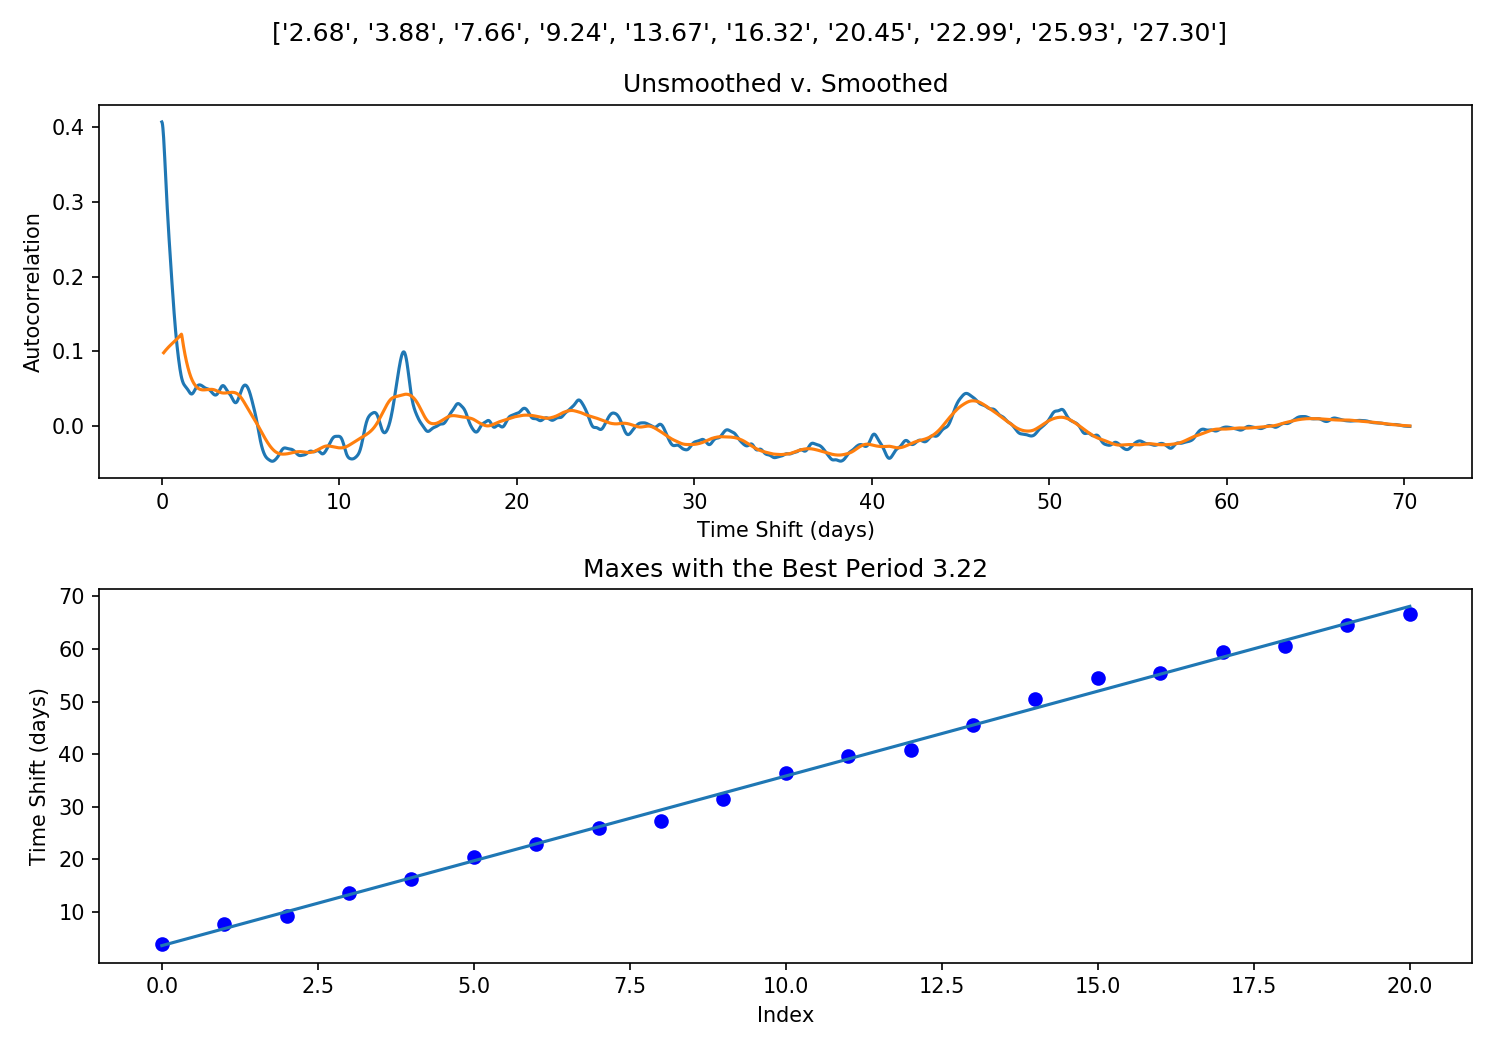 ['2.68', '3.88', '7.66', '9.24', '13.67', '16.32', '20.45', '22.99', '25.93', '27.30']
Unsmoothed v. Smoothed
0.4
0.3
0.2
0.1
0.0
Autocorrelation
0 10 20 30 40 50 60 70
Time Shift (days)
Maxes with the Best Period 3.22
70
60
50
40
30
20
10
Time Shift (days)
0.0 2.5 5.0 7.5 10.0 12.5 15.0 17.5 20.0
Index